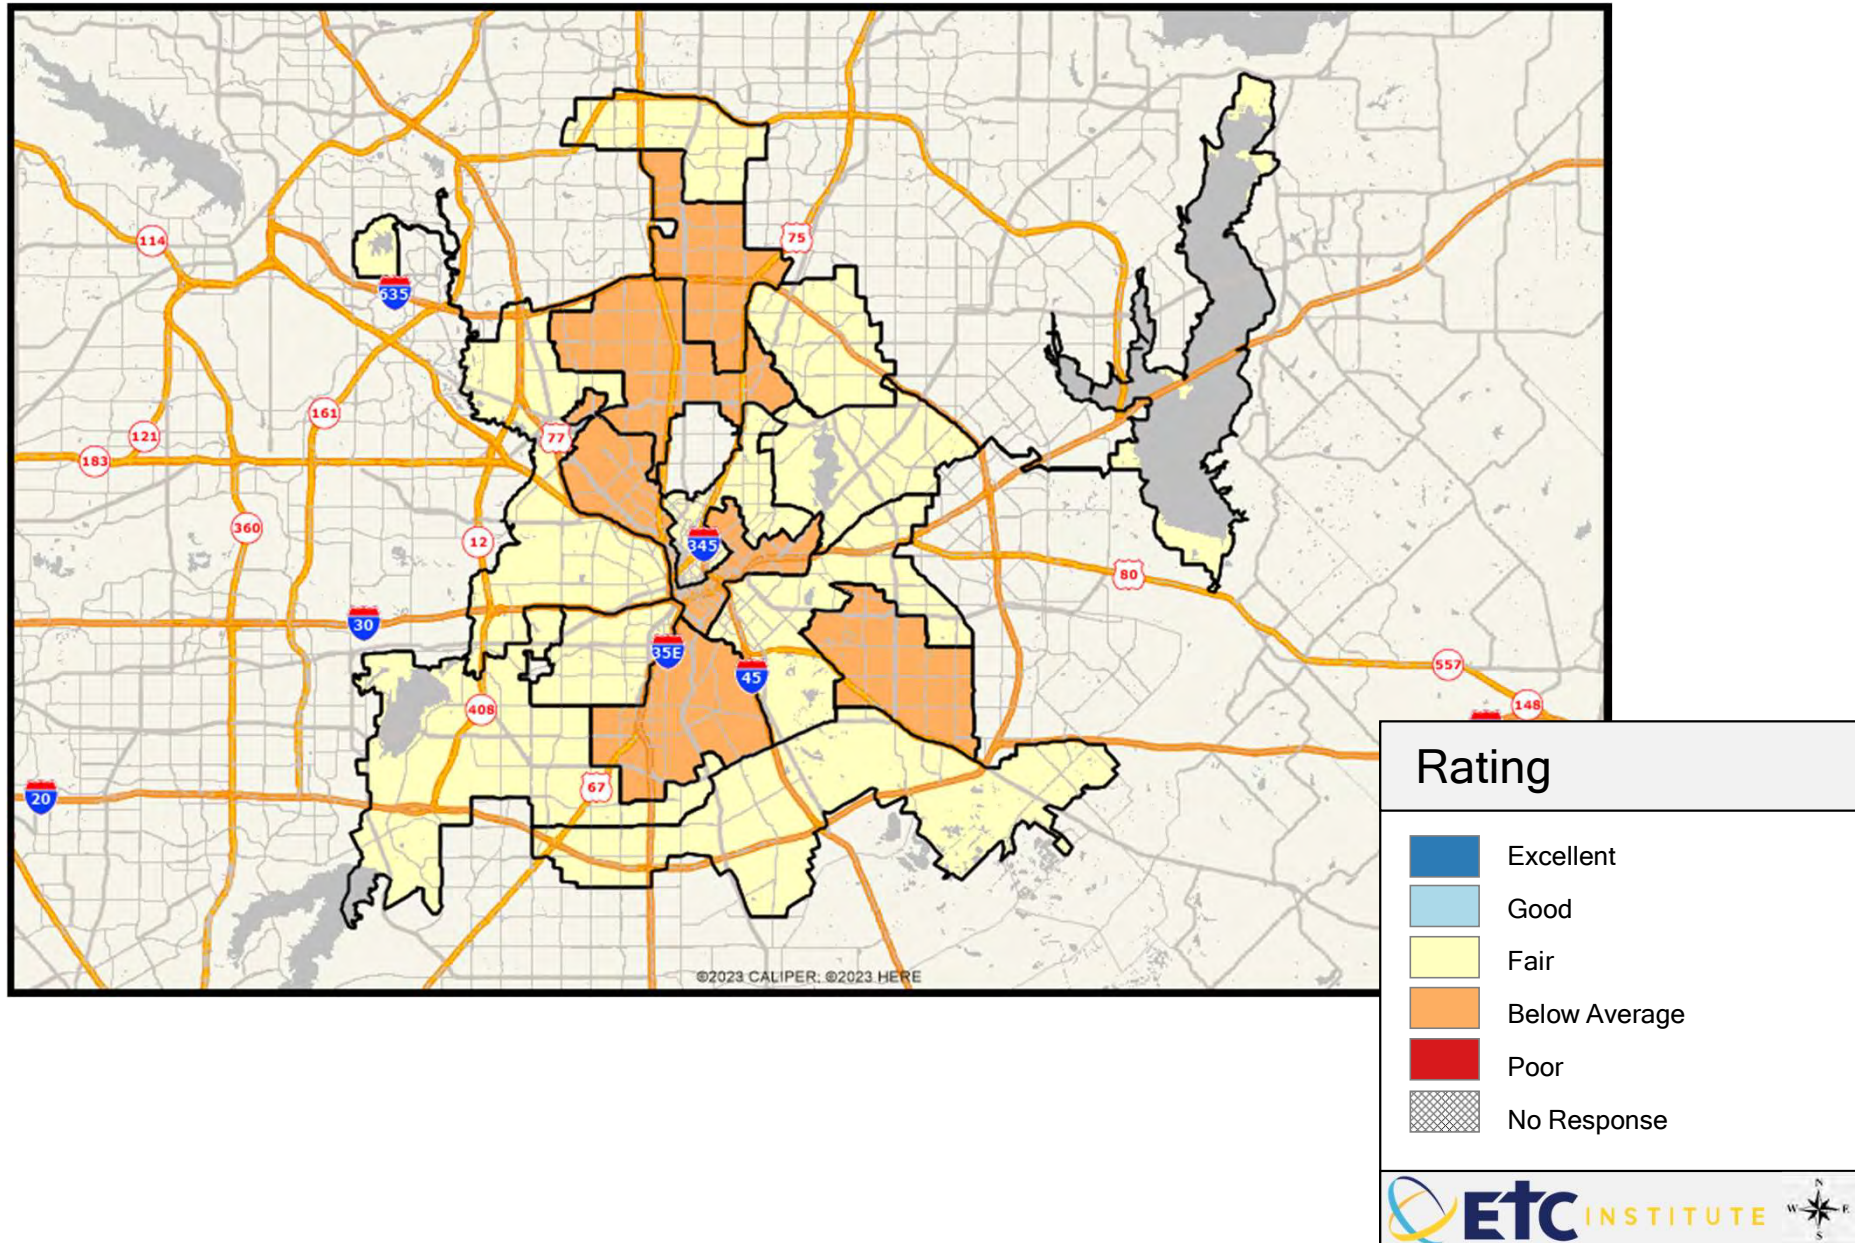 75
114
635
161
77
121
183
360
12
345
80
30
35E
45
557
408
148
67
20
©2023 CALIPER; ©2023 HERE
Rating
Excellent
Good
Fair
Below Average
Poor
No Response
ETC INSTITUTE
N
W E
S